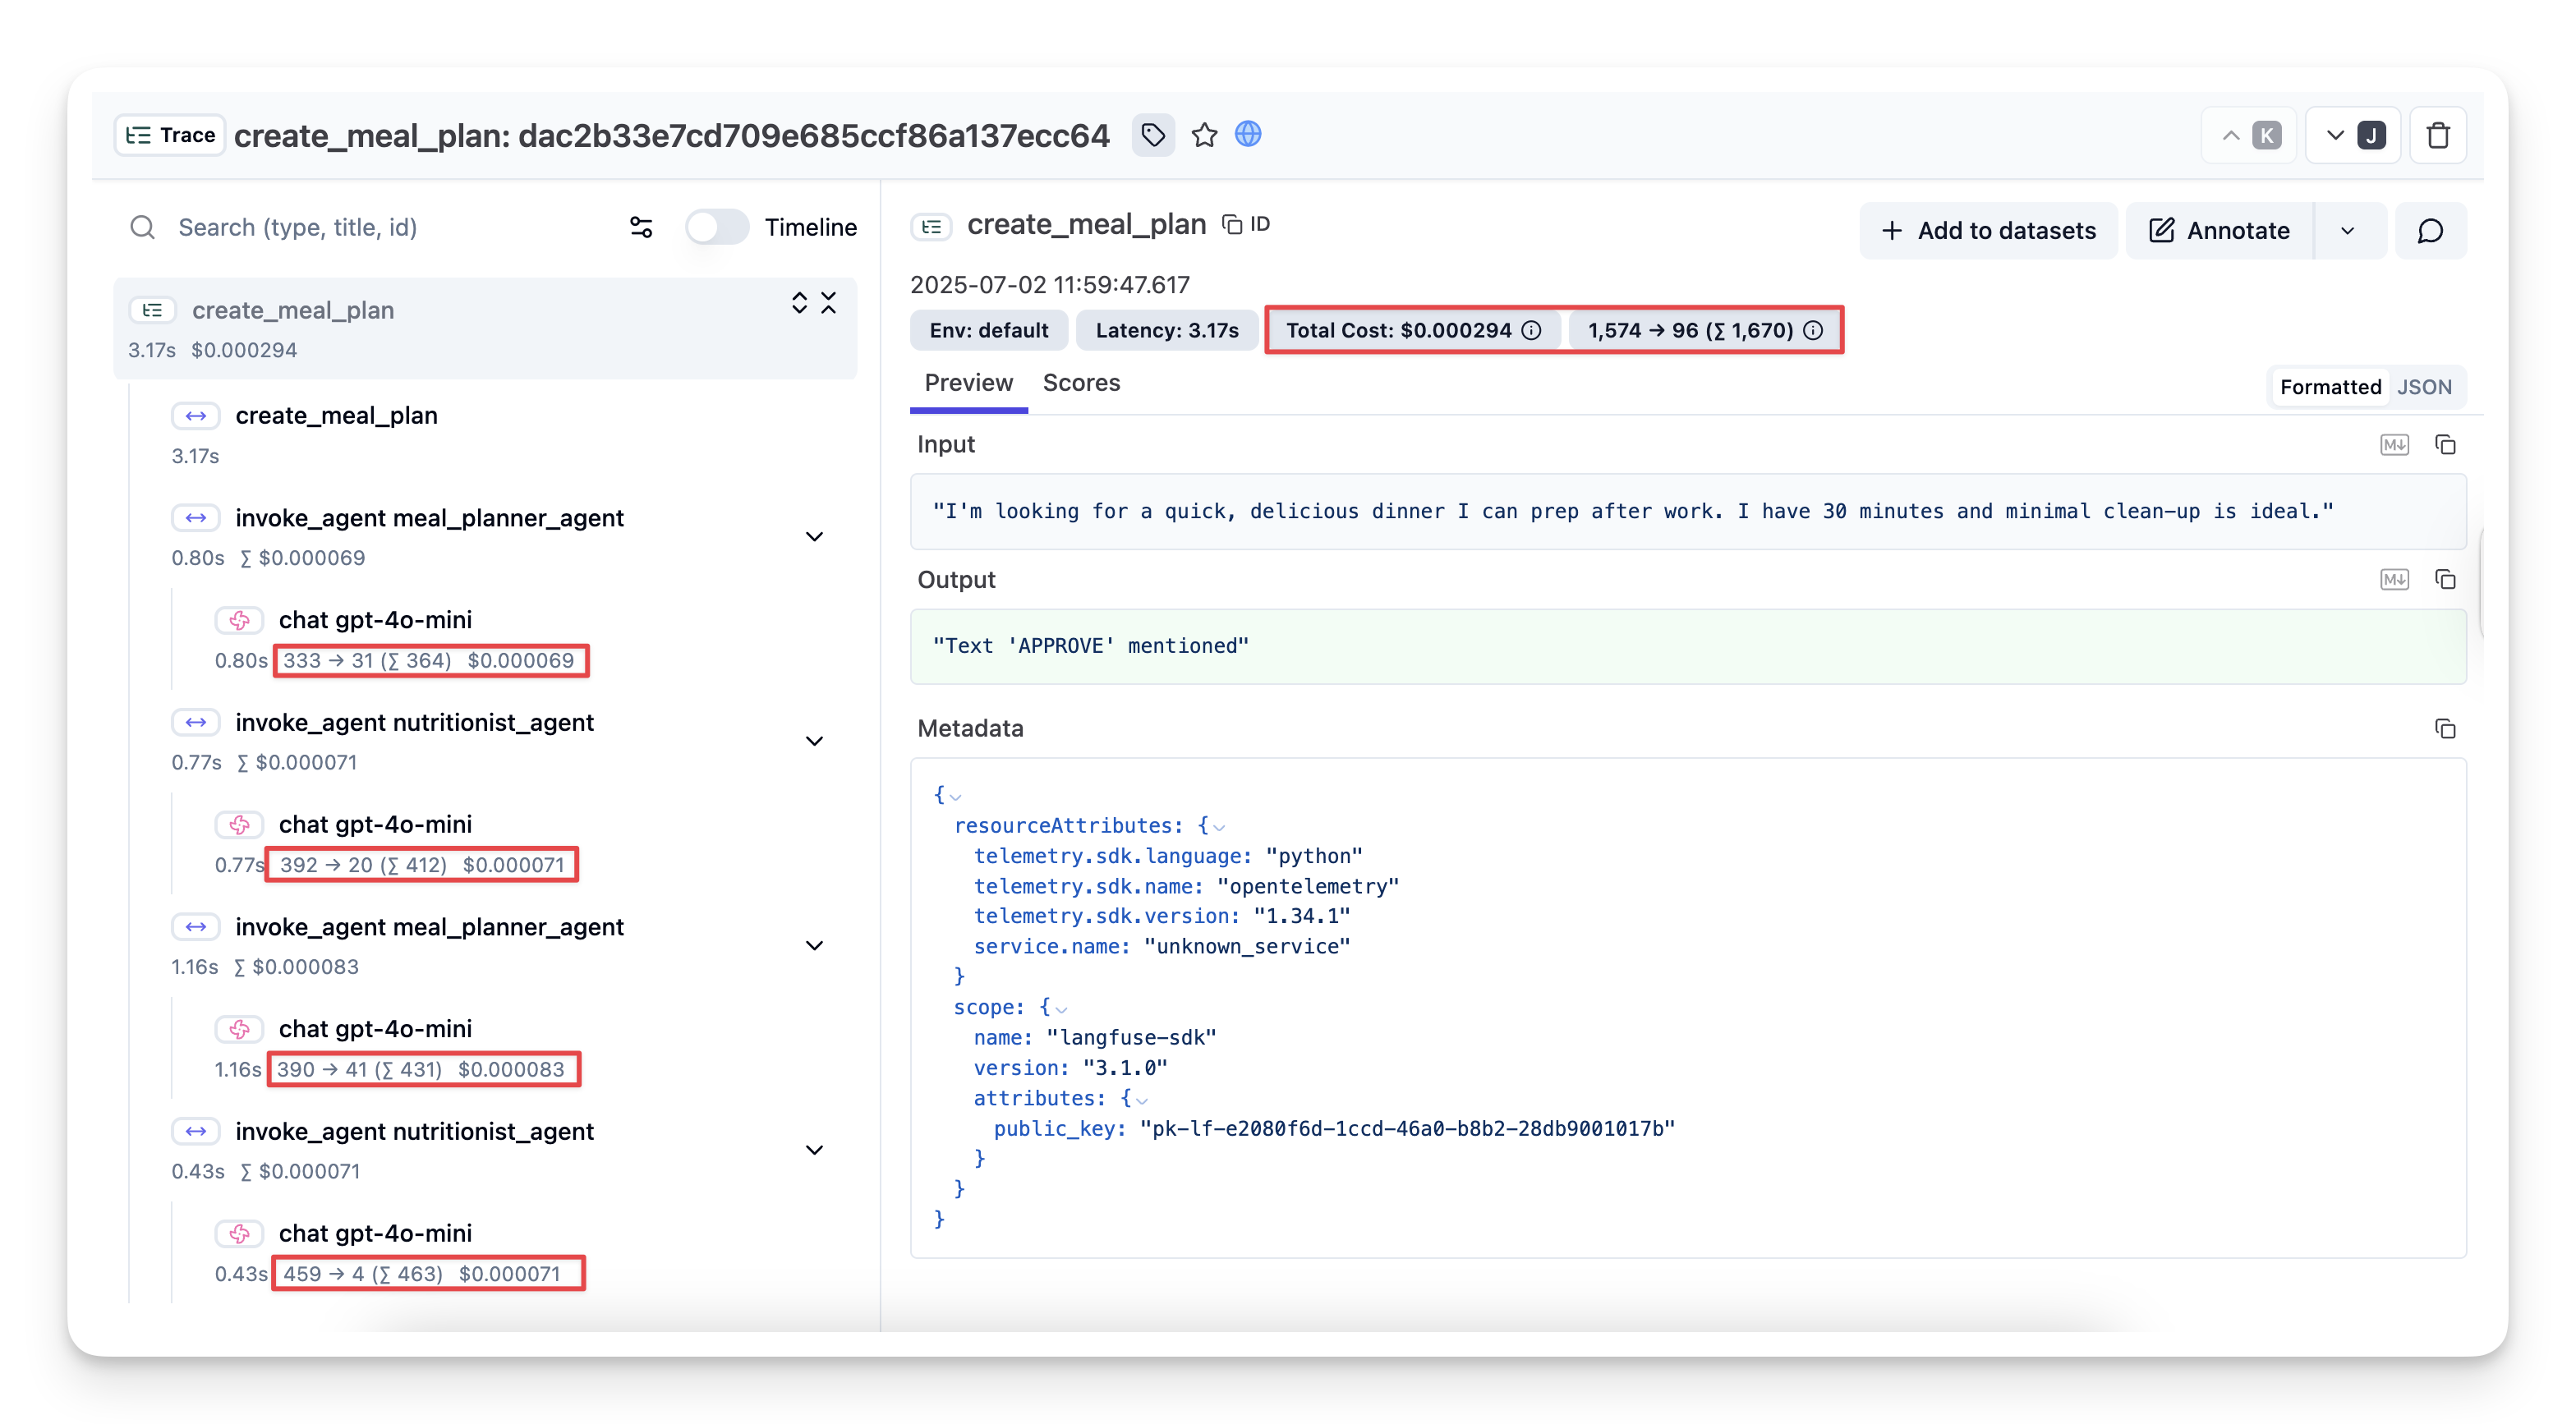 Trace create_meal_plan: dac2b33e7cd709e685ccf86a137ecc64
K
J
Search (type, title, id)
Timeline
create_meal_plan
3.17s $0.000294
create_meal_plan
3.17s
invoke_agent meal_planner_agent
0.80s ∑ $0.000069
chat gpt-4o-mini
0.80s 333 → 31 (∑ 364) $0.000069
invoke_agent nutritionist_agent
0.77s ∑ $0.000071
chat gpt-4o-mini
0.77s 392 → 20 (∑ 412) $0.000071
invoke_agent meal_planner_agent
1.16s ∑ $0.000083
chat gpt-4o-mini
1.16s 390 → 41 (∑ 431) $0.000083
invoke_agent nutritionist_agent
0.43s ∑ $0.000071
chat gpt-4o-mini
0.43s 459 → 4 (∑ 463) $0.000071
create_meal_plan ID
+ Add to datasets
Annotate
2025-07-02 11:59:47.617
Env: default
Latency: 3.17s
Total Cost: $0.000294
1,574 → 96 (∑ 1,670)
Preview
Scores
Formatted
JSON
Input
M↓
"I'm looking for a quick, delicious dinner I can prep after work. I have 30 minutes and minimal clean-up is ideal."
Output
M↓
"Text 'APPROVE' mentioned"
Metadata
{
resourceAttributes: {
telemetry.sdk.language: "python"
telemetry.sdk.name: "opentelemetry"
telemetry.sdk.version: "1.34.1"
service.name: "unknown_service"
}
scope: {
name: "langfuse-sdk"
version: "3.1.0"
attributes: {
public_key: "pk-lf-e2080f6d-1ccd-46a0-b8b2-28db9001017b"
}
}
}